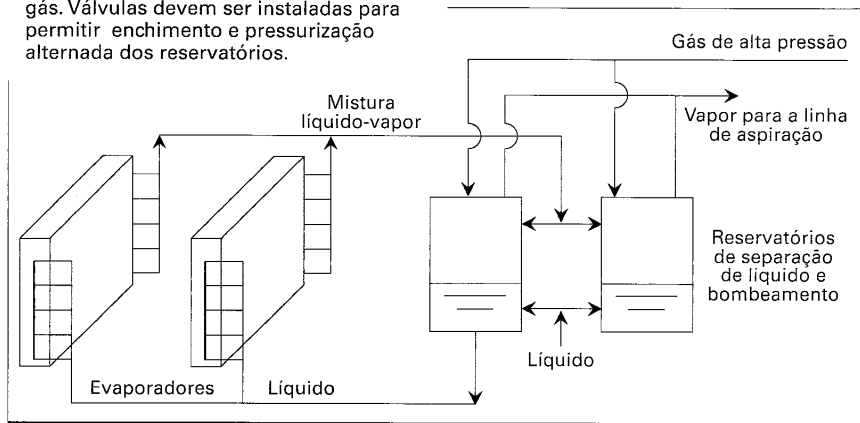 gás. Válvulas devem ser instaladas para
permitir enchimento e pressurização
alternada dos reservatórios.
Gás de alta pressão
Mistura
líquido-vapor
Vapor para a linha
de aspiração
Reservatórios
de separação
de líquido e
bombeamento
Líquido
Evaporadores
Líquido